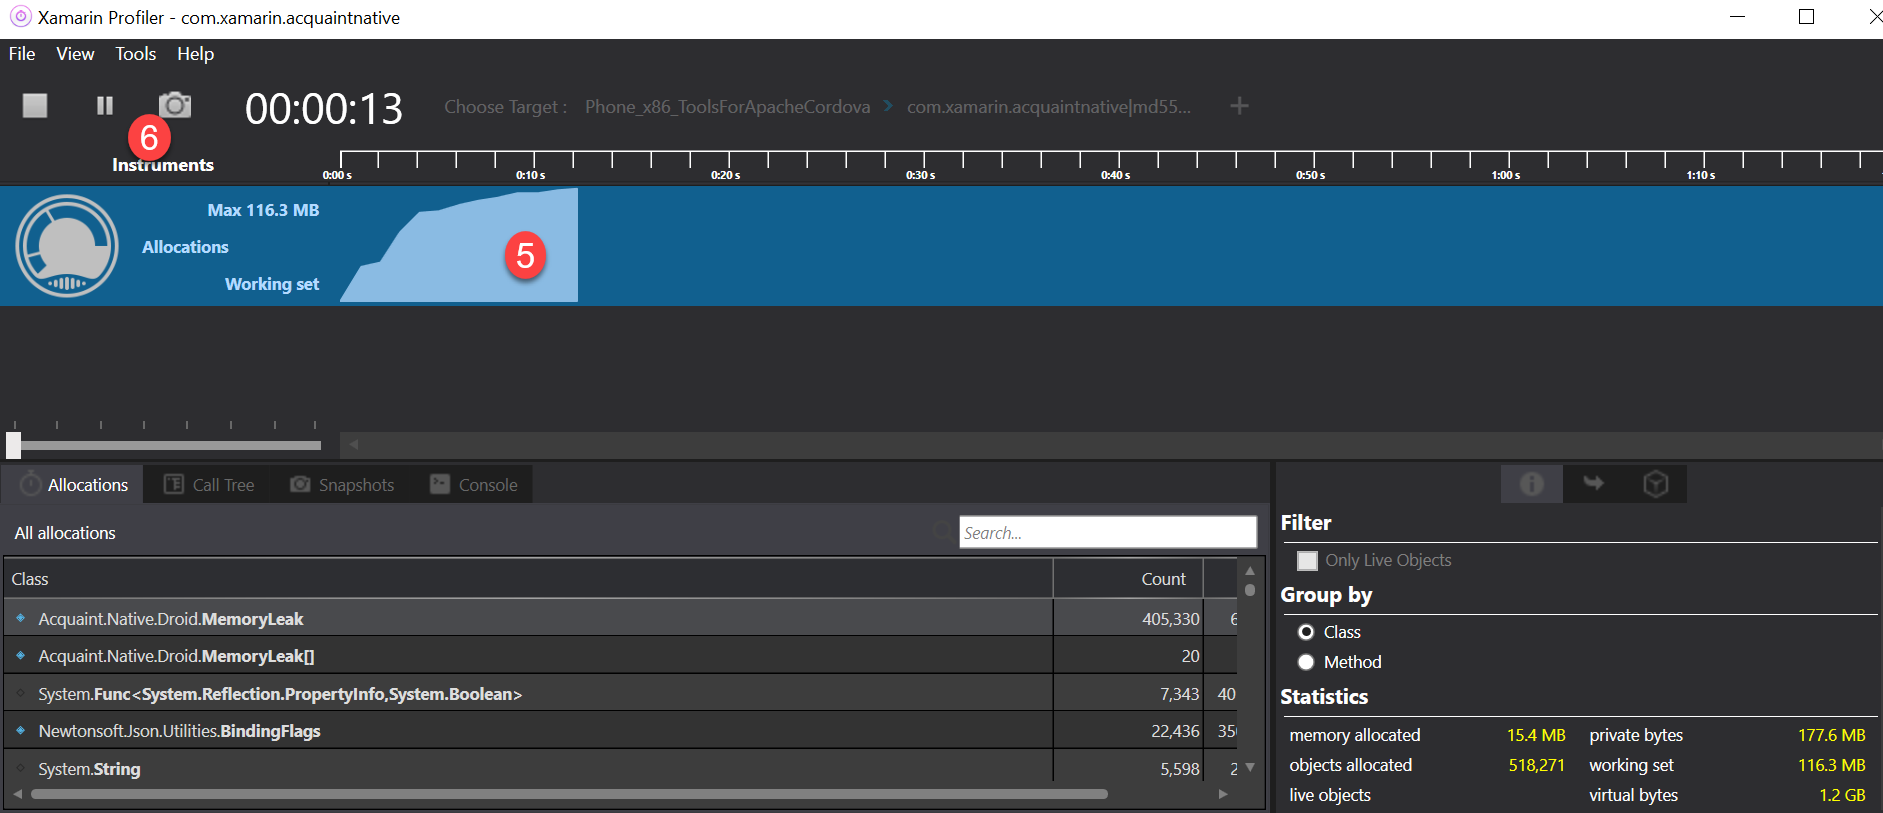 Xamarin Profiler - com.xamarin.acquaintnative
File View Tools Help
00:00:13 Choose Target : Phone_x86_ToolsForApacheCordova com.xamarin.acquaintnative|md55...
6
Instruments
0:00 s 0:10 s 0:20 s 0:30 s 0:40 s 0:50 s 1:00 s 1:10 s
Max 116.3 MB
Allocations
Working set
5
Allocations Call Tree Snapshots Console
All allocations Search...
Class Count
Acquaint.Native.Droid.MemoryLeak 405,330 6
Acquaint.Native.Droid.MemoryLeak[] 20
System.Func<System.Reflection.PropertyInfo,System.Boolean> 7,343 40
Newtonsoft.Json.Utilities.BindingFlags 22,436 35
System.String 5,598 2
Filter
Only Live Objects
Group by
Class
Method
Statistics
memory allocated 15.4 MB private bytes 177.6 MB
objects allocated 518,271 working set 116.3 MB
live objects virtual bytes 1.2 GB